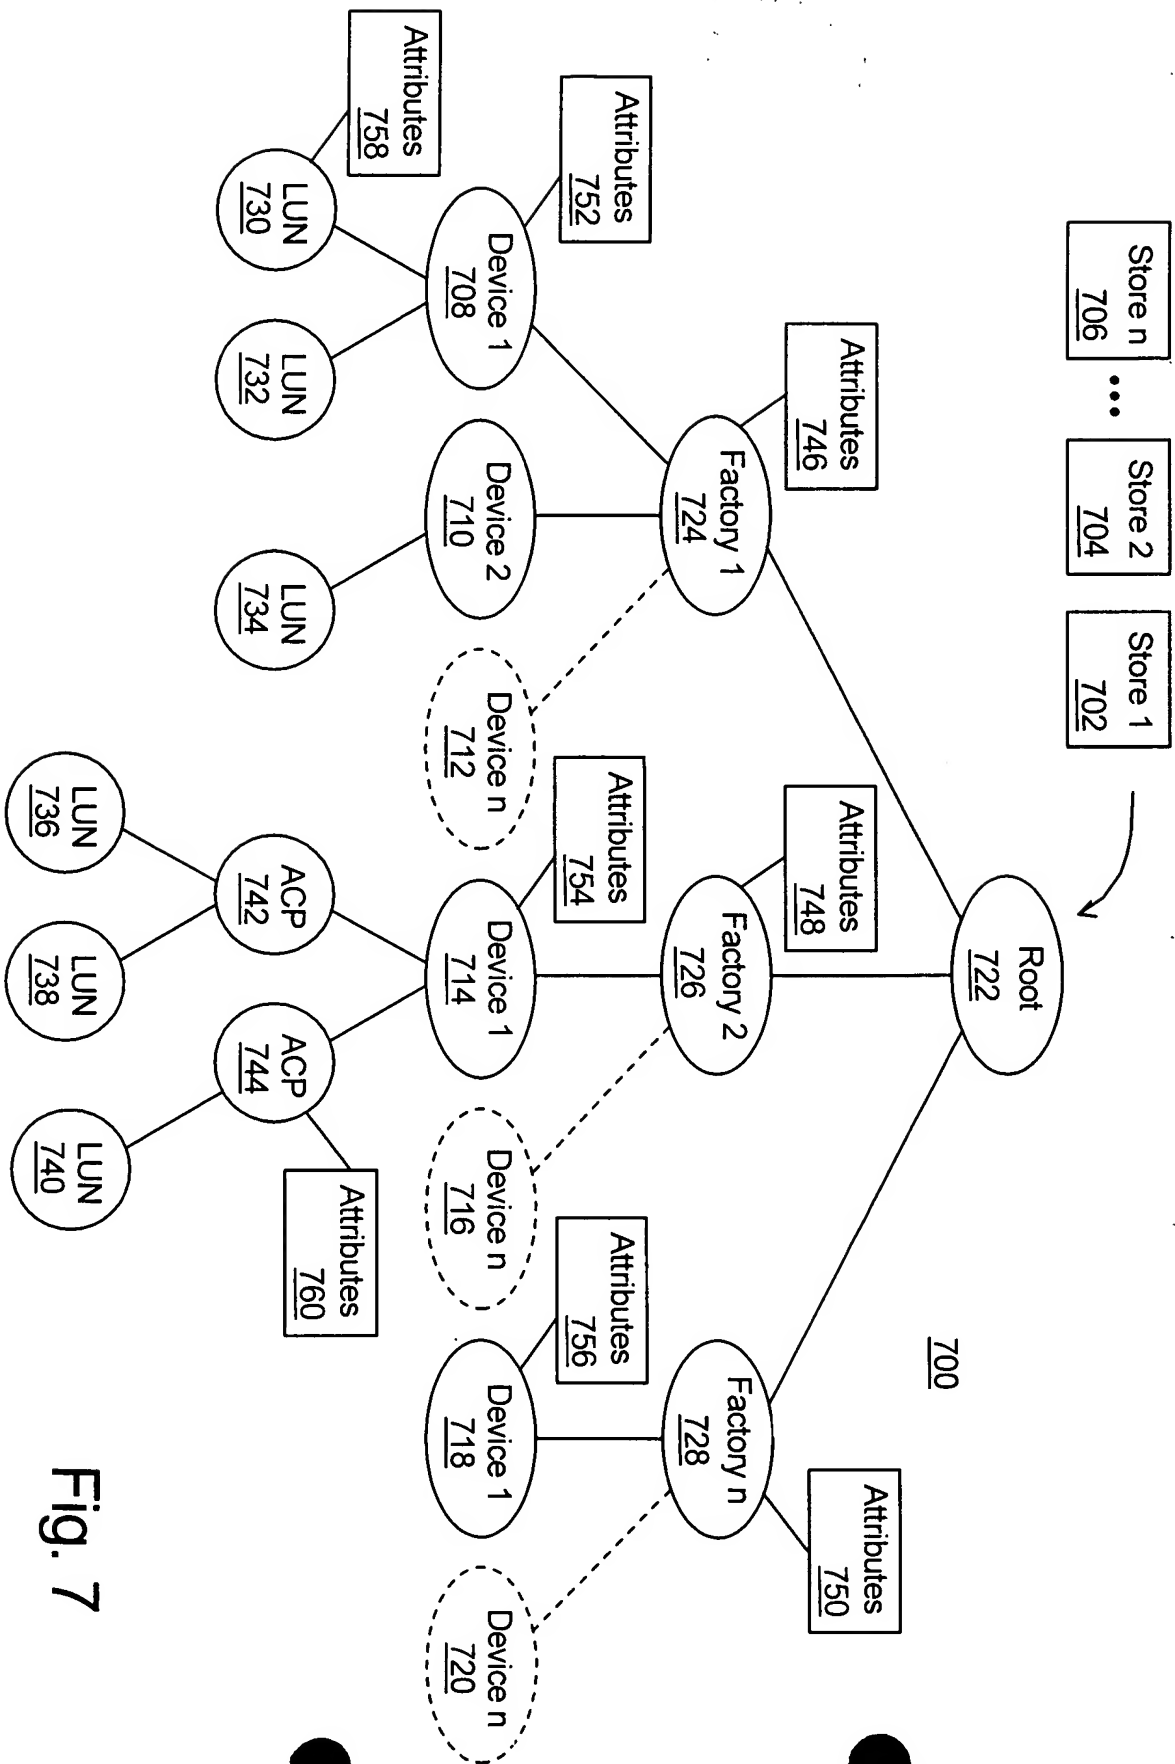 Store n
706
•••
Store 2
704
Store 1
702
Root
722
700
Attributes
746
Factory 1
724
Attributes
748
Factory 2
726
Factory n
728
Attributes
750
Attributes
752
Device 1
708
Device 2
710
Device n
712
Attributes
754
Device 1
714
Device n
716
Attributes
756
Device 1
718
Device n
720
Attributes
758
LUN
730
LUN
732
LUN
734
ACP
742
ACP
744
Attributes
760
LUN
736
LUN
738
LUN
740
Fig. 7